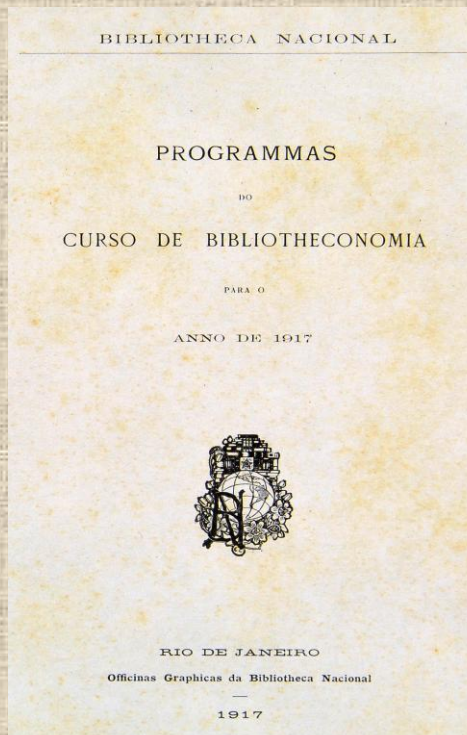 BIBLIOTHECA NACIONAL
PROGRAMMAS
DO
CURSO DE BIBLIOTHECONOMIA
PARA O
ANNO DE 1917
BN
RIO DE JANEIRO
Officinas Graphicas da Bibliotheca Nacional
1917